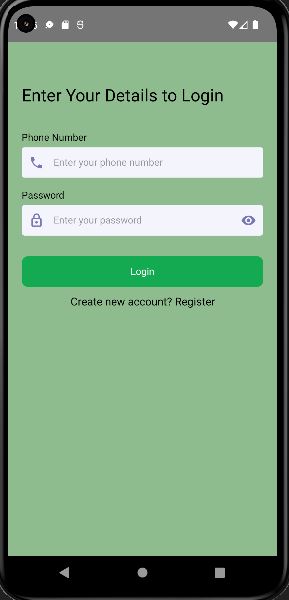 Enter Your Details to Login
Phone Number
Enter your phone number
Password
Enter your password
Login
Create new account? Register